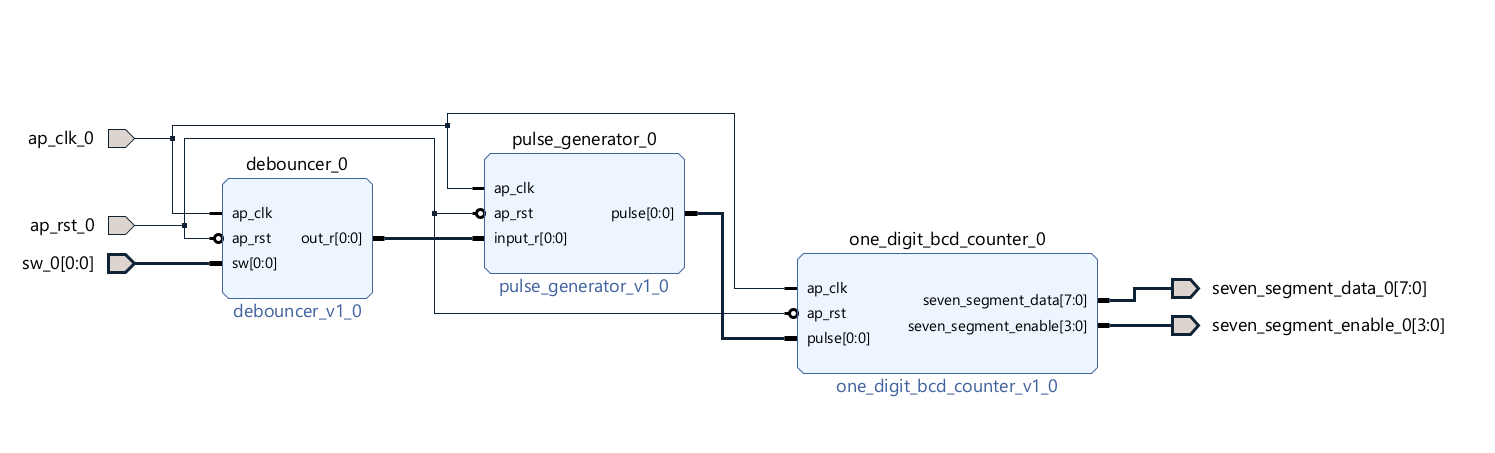 ap_clk_0
ap_rst_0
sw_0[0:0]
debouncer_0
ap_clk
ap_rst
out_r[0:0]
sw[0:0]
debouncer_v1_0
pulse_generator_0
ap_clk
ap_rst
pulse[0:0]
input_r[0:0]
pulse_generator_v1_0
one_digit_bcd_counter_0
ap_clk
seven_segment_data[7:0]
ap_rst
seven_segment_enable[3:0]
pulse[0:0]
one_digit_bcd_counter_v1_0
seven_segment_data_0[7:0]
seven_segment_enable_0[3:0]